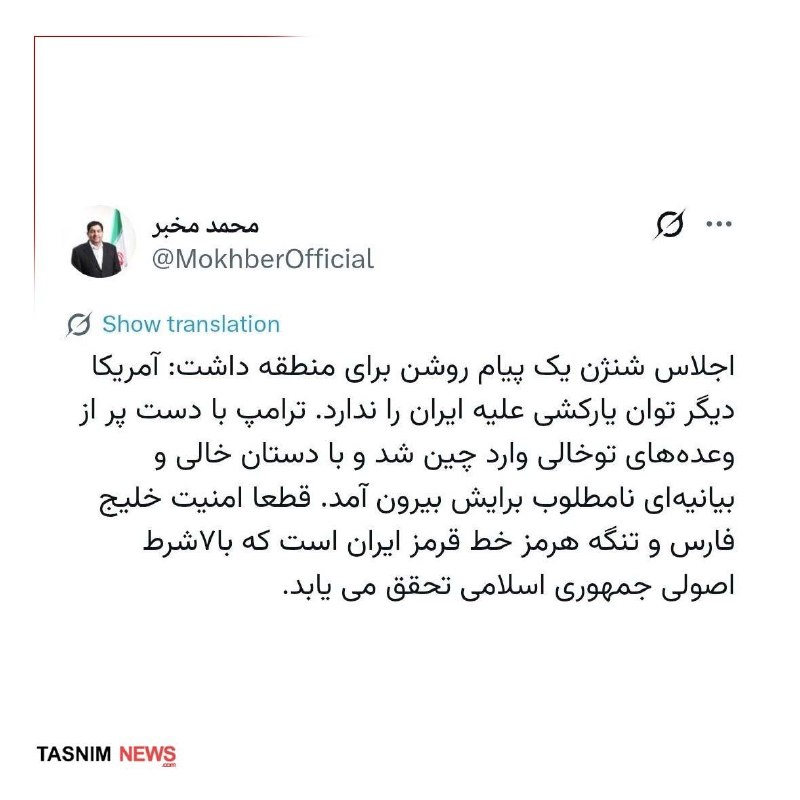 محمد مخبر
@MokhberOfficial
Show translation
اجلاس شنژن یک پیام روشن برای منطقه داشت: آمریکا
دیگر توان یارکشی علیه ایران را ندارد. ترامپ با دست پر از
وعده‌های توخالی وارد چین شد و با دستان خالی و
بیانیه‌ای نامطلوب برایش بیرون آمد. قطعا امنیت خلیج
فارس و تنگه هرمز خط قرمز ایران است که با۷شرط
اصولی جمهوری اسلامی تحقق می یابد.
TASNIM NEWS
.com